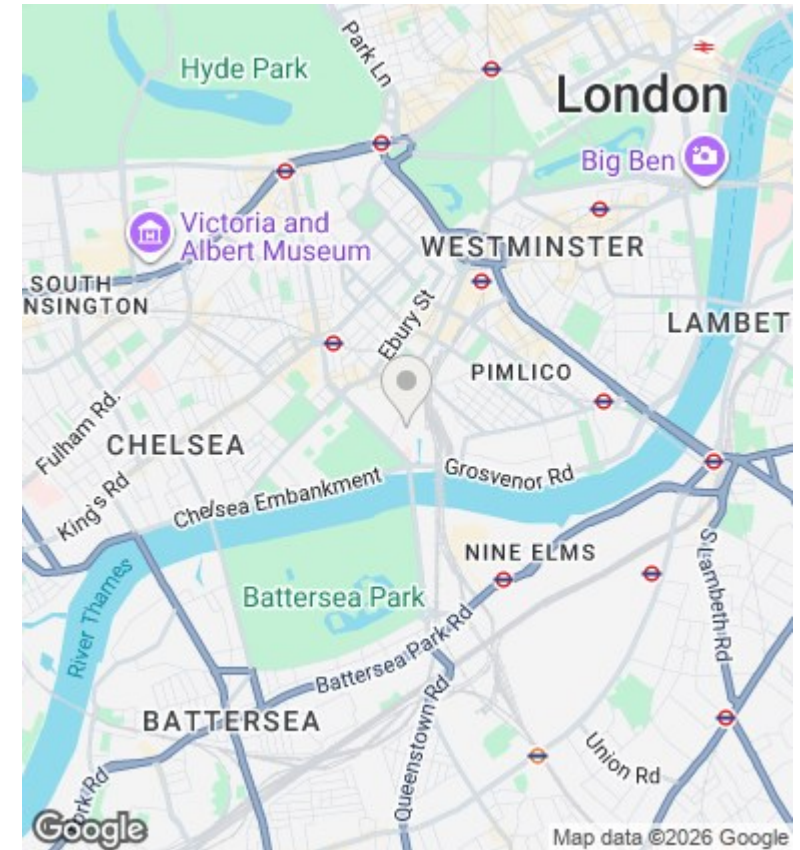 Park Ln
Hyde Park
London
Big Ben
Victoria and
Albert Museum
WESTMINSTER
SOUTH
NSINGTON
LAMBET
Ebury St
PIMLICO
Fulham Rd.
CHELSEA
King's Rd
Chelsea Embankment
Grosvenor Rd
NINE ELMS
S Lambeth Rd
River Thames
Battersea Park
Battersea Park Rd
BATTERSEA
Queenstown Rd
Union Rd
ork Rd
Google
Map data ©2026 Google